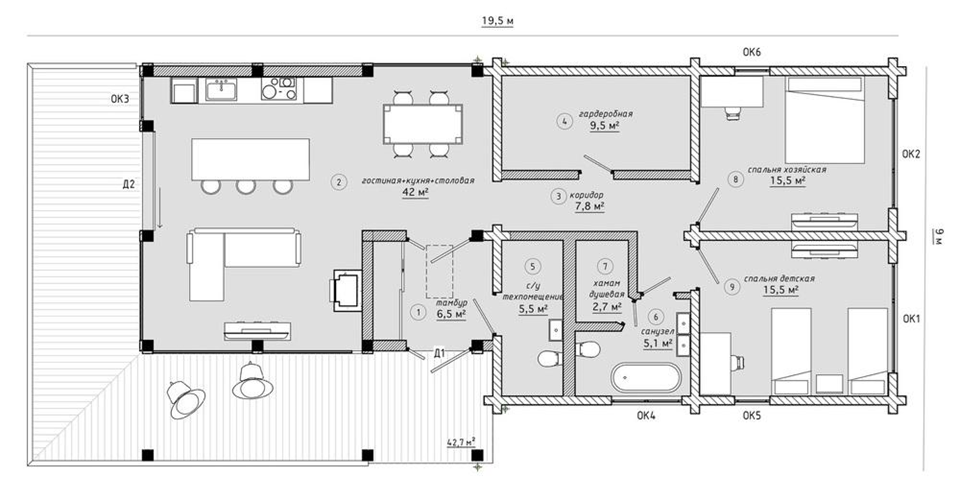 19,5 м
ОК6
ОК3
4
гардеробная
9,5 м²
ОК2
Д2
2
гостиная+кухня+столовая
42 м²
8
спальня хозяйская
15,5 м²
3
коридор
7,8 м²
9 м
5
с/у
техпомещение
5,5 м²
7
хамам
душевая
2,7 м²
9
спальня детская
15,5 м²
1
тамбур
6,5 м²
6
санузел
5,1 м²
ОК1
Д1
ОК4
ОК5
42,7 м²